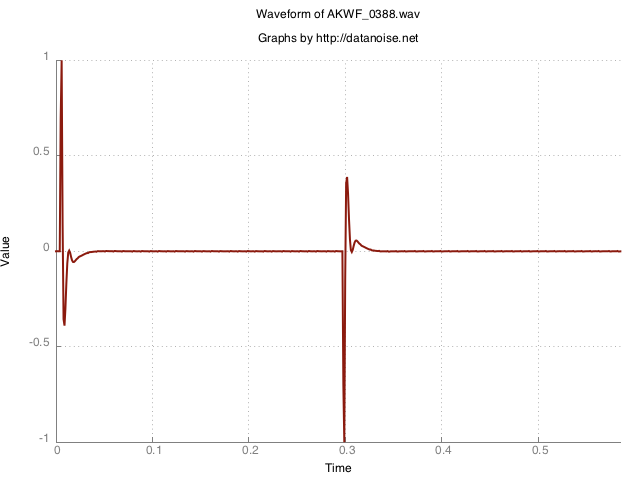 Waveform of AKWF_0388.wav
Graphs by http://datanoise.net
1
0.5
0
-0.5
-1
Value
0 0.1 0.2 0.3 0.4 0.5
Time